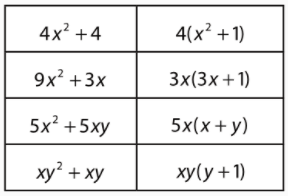 4x² + 4 4(x² + 1)
9x² + 3x 3x(3x + 1)
5x² + 5xy 5x(x + y)
xy² + xy xy(y + 1)